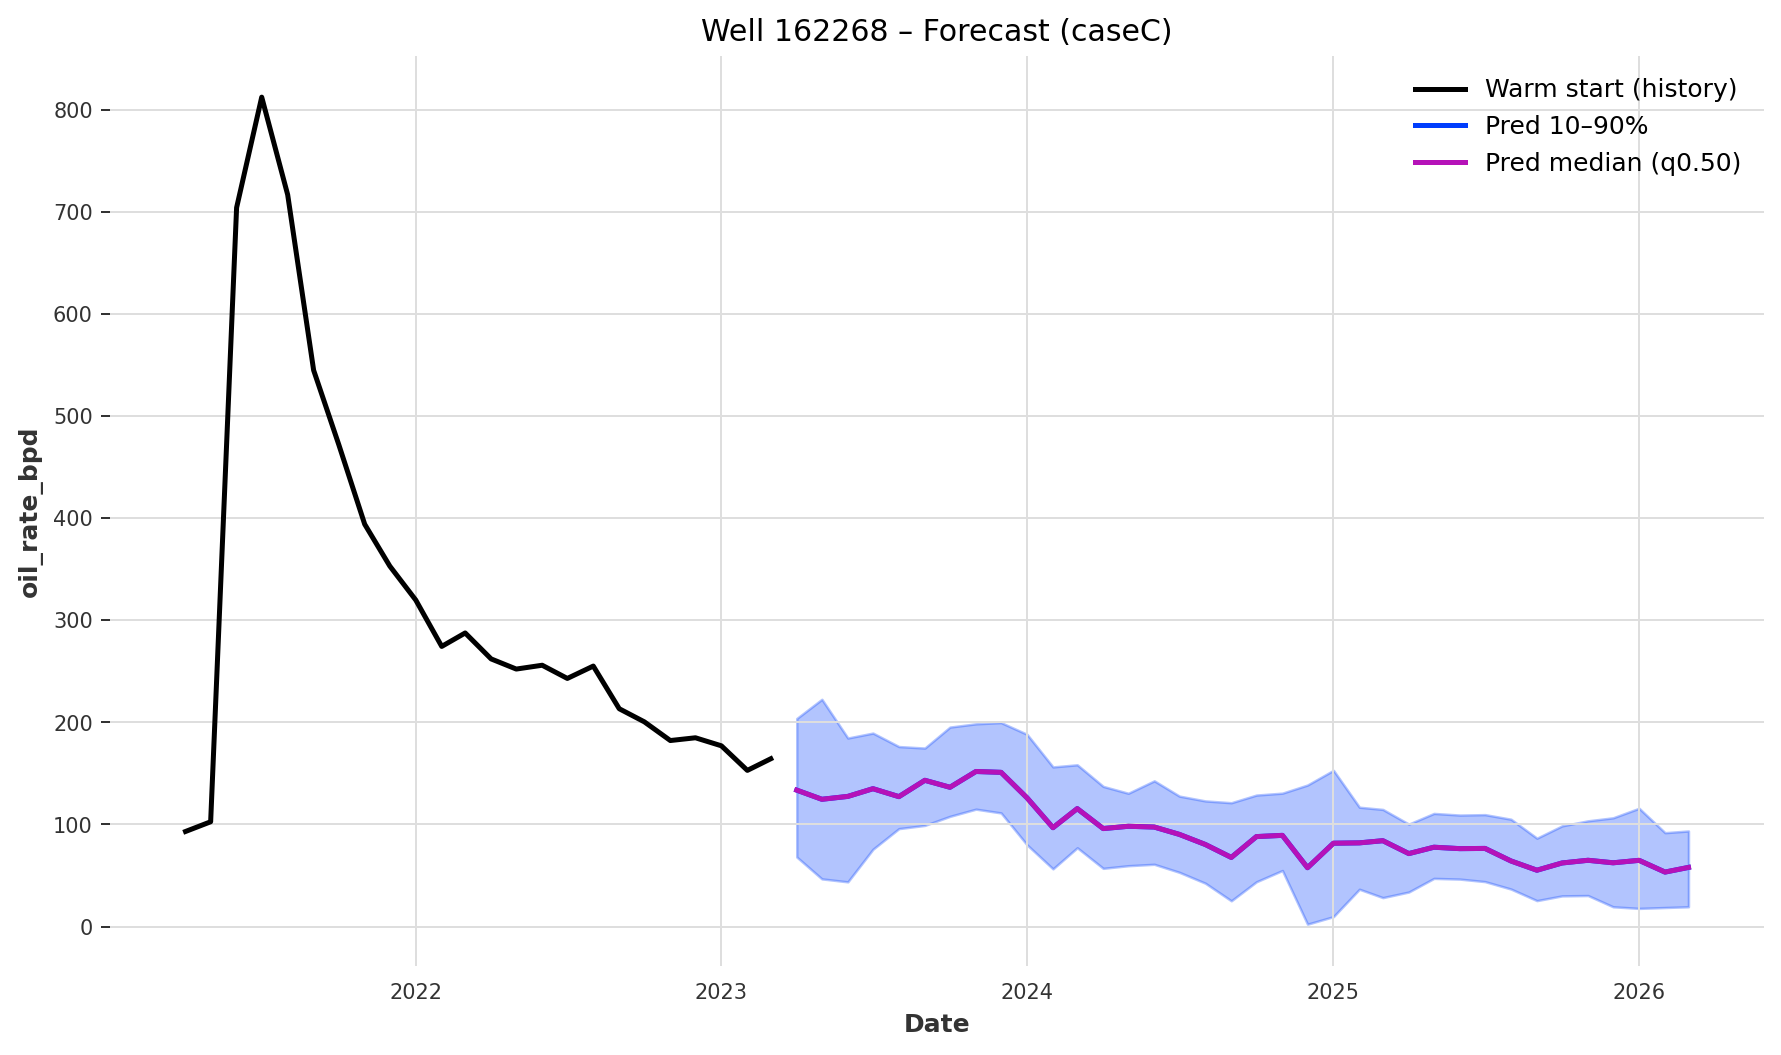 Well 162268 – Forecast (caseC)
Warm start (history)
Pred 10–90%
Pred median (q0.50)
800
700
600
500
400
300
200
100
0
oil_rate_bpd
2022
2023
2024
2025
2026
Date